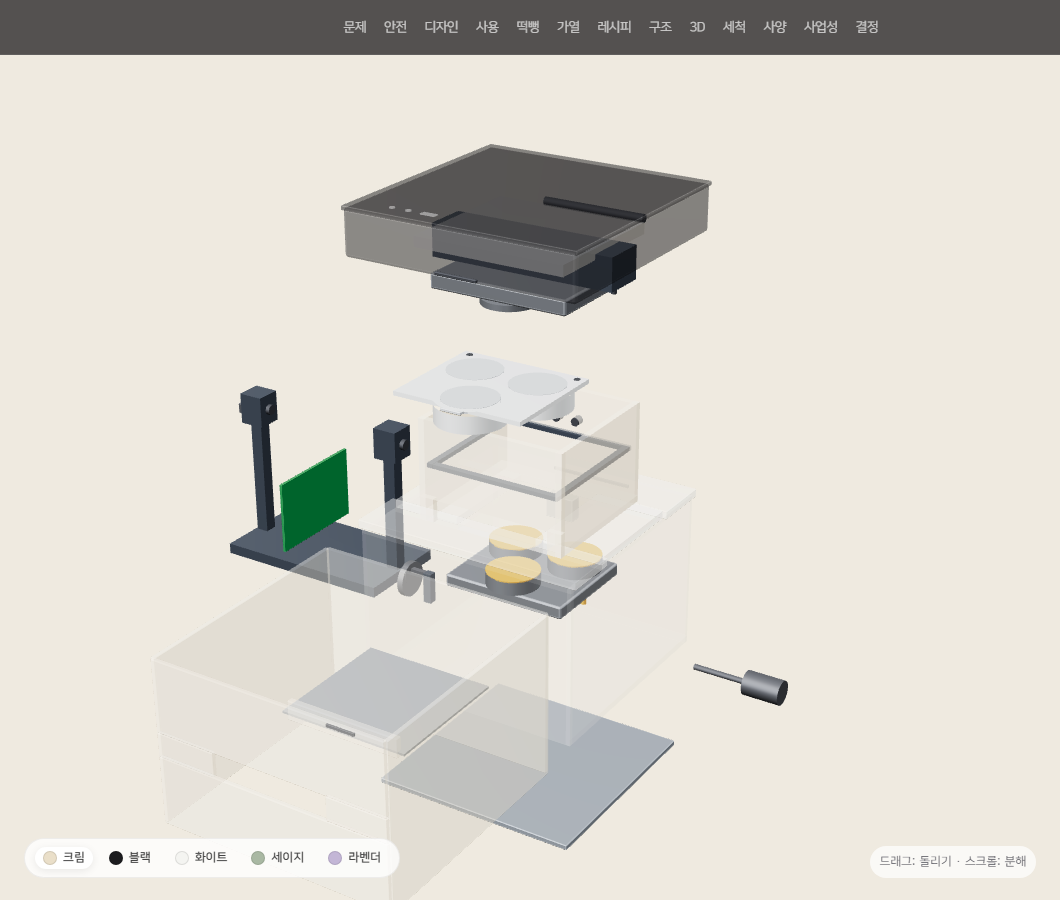 문제 안전 디자인 사용 떡뻥 가열 레시피 구조 3D 세척 사양 사업성 결정
크림 블랙 화이트 세이지 라벤더
드래그: 돌리기 · 스크롤: 분해